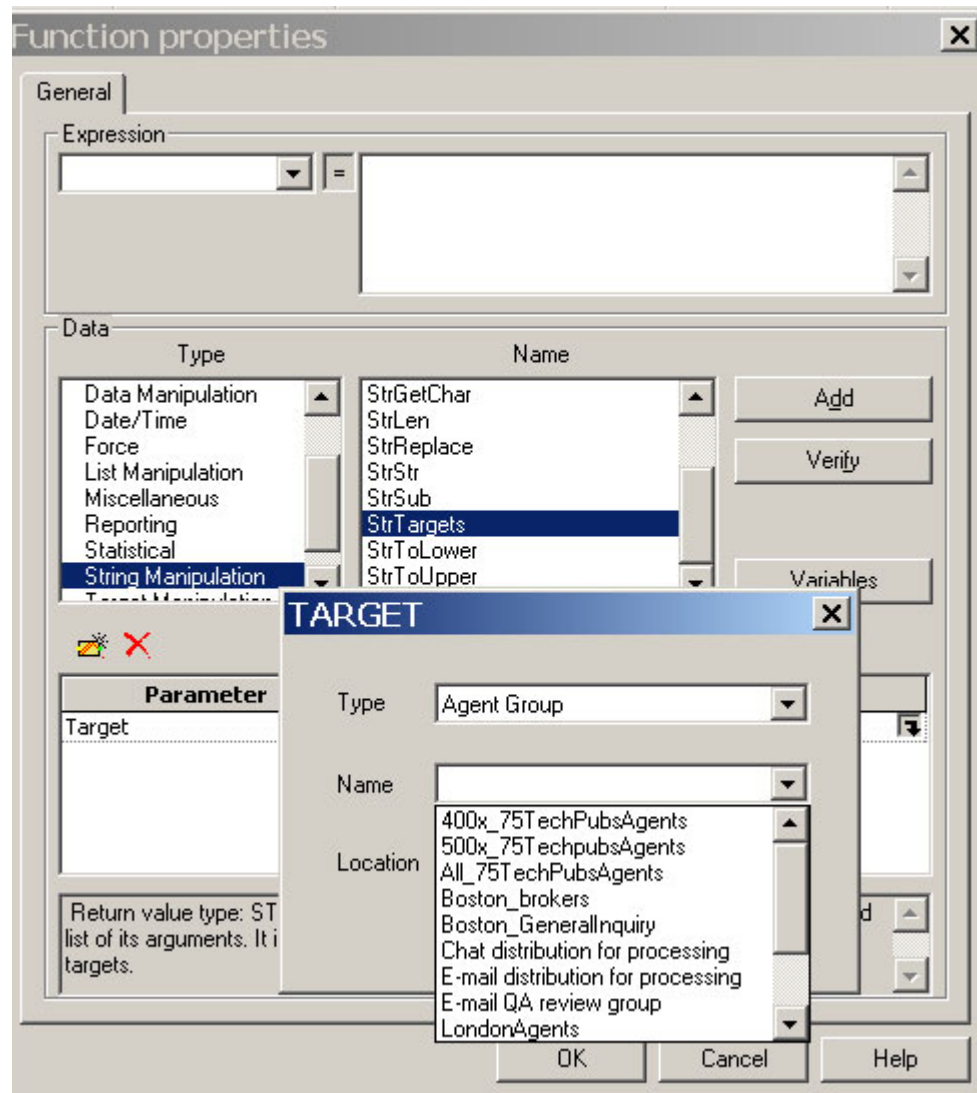 Function properties
General
Expression
=
Data
Type
Name
Data Manipulation
Date/Time
Force
List Manipulation
Miscellaneous
Reporting
Statistical
String Manipulation
Target Manipulation
StrGetChar
StrLen
StrReplace
StrStr
StrSub
StrTargets
StrToLower
StrToUpper
Add
Verify
Variables
Parameter
Target
TARGET
Type
Agent Group
Name
400x_75TechPubsAgents
500x_75TechpubsAgents
All_75TechPubsAgents
Boston_brokers
Boston_GeneralInquiry
Chat distribution for processing
E-mail distribution for processing
E-mail QA review group
LondonAgents
Location
Return value type: ST
d
list of its arguments. It i
targets.
OK
Cancel
Help